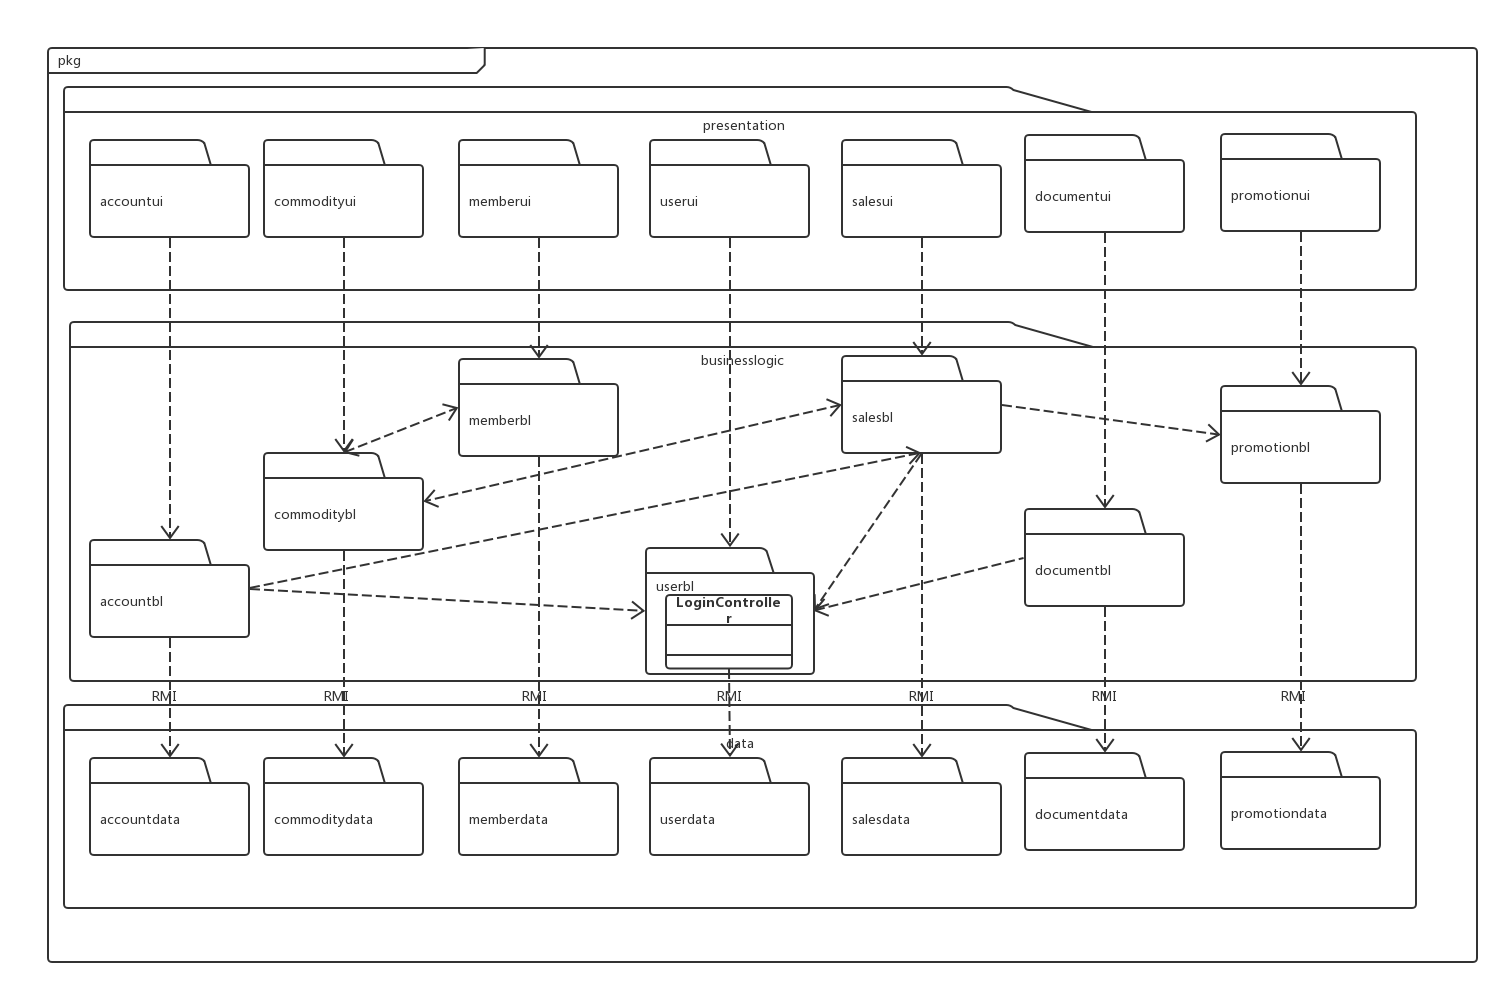 pkg
presentation
accountui
commodityui
memberui
userui
salesui
documentui
promotionui
businesslogic
memberbl
salesbl
promotionbl
commoditybl
documentbl
accountbl
userbl
LoginControlle
r
RMI
RMI
RMI
RMI
RMI
RMI
RMI
data
accountdata
commoditydata
memberdata
userdata
salesdata
documentdata
promotiondata